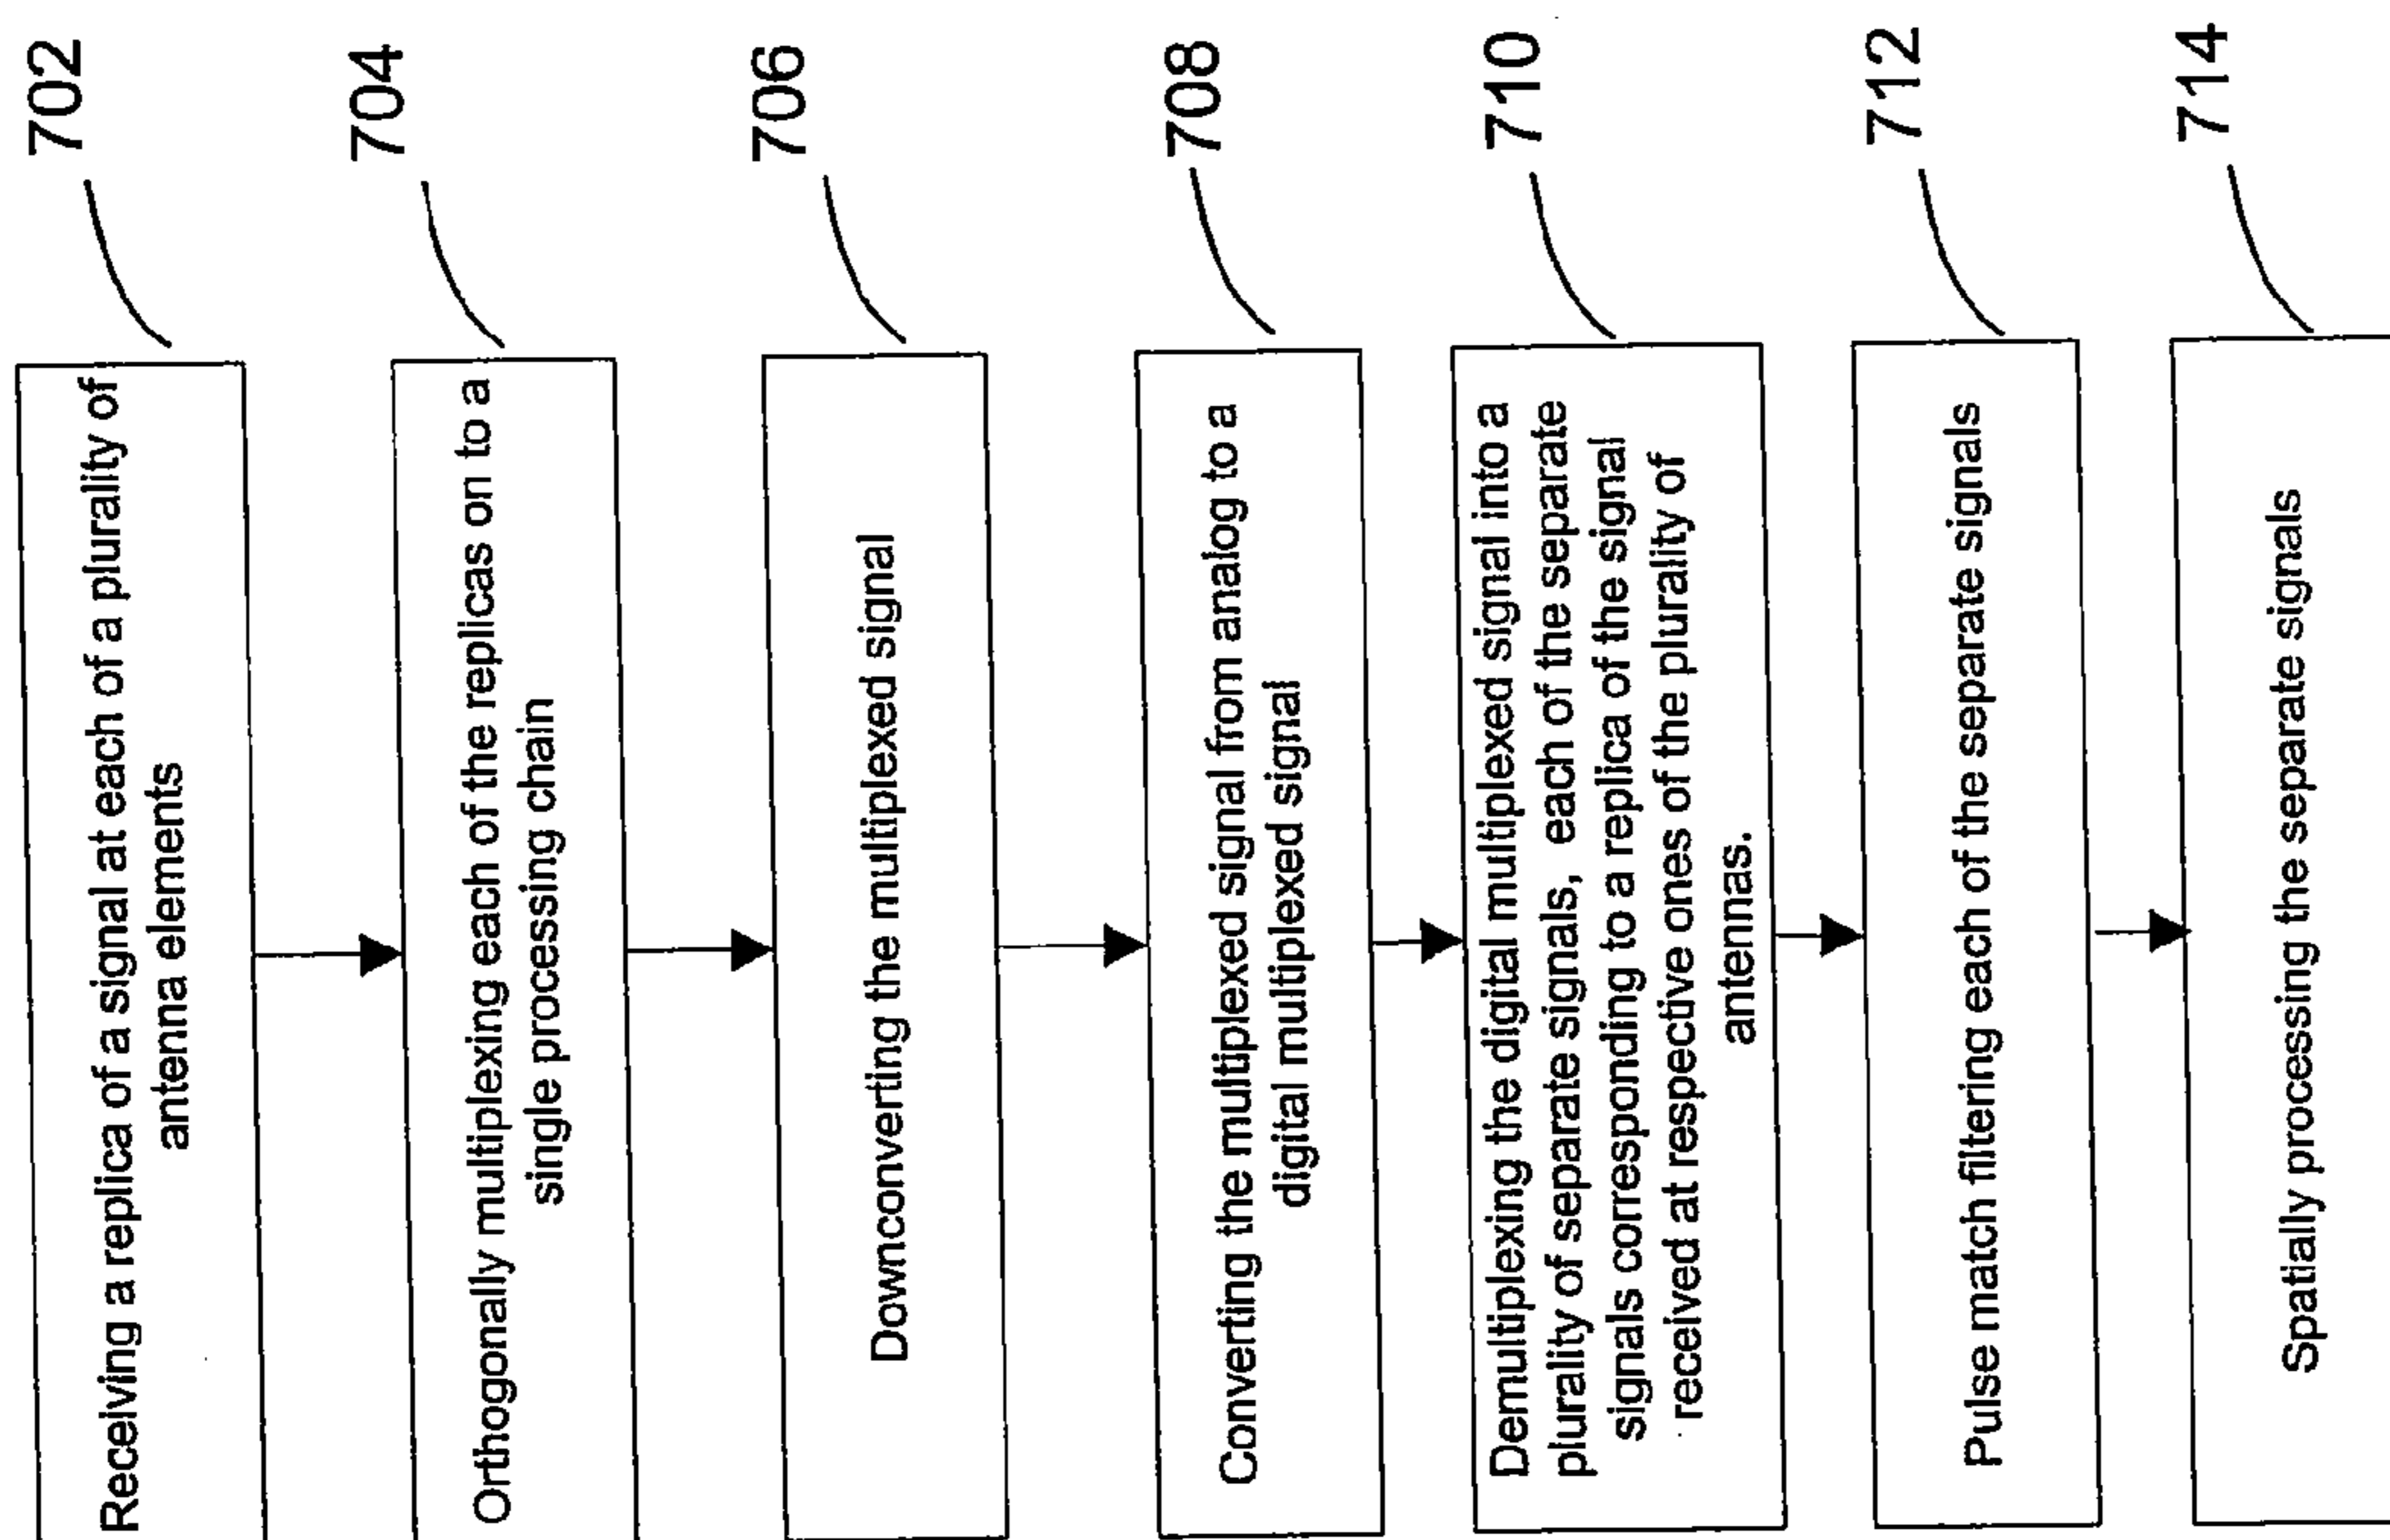 702
Receiving a replica of a signal at each of a plurality of
antenna elements
704
Orthogonally multiplexing each of the replicas on to a
single processing chain
706
Downconverting the multiplexed signal
708
Converting the multiplexed signal from analog to a
digital multiplexed signal
710
Demultiplexing the digital multiplexed signal into a
plurality of separate signals, each of the separate
signals corresponding to a replica of the signal
received at respective ones of the plurality of
antennas.
712
Pulse match filtering each of the separate signals
714
Spatially processing the separate signals